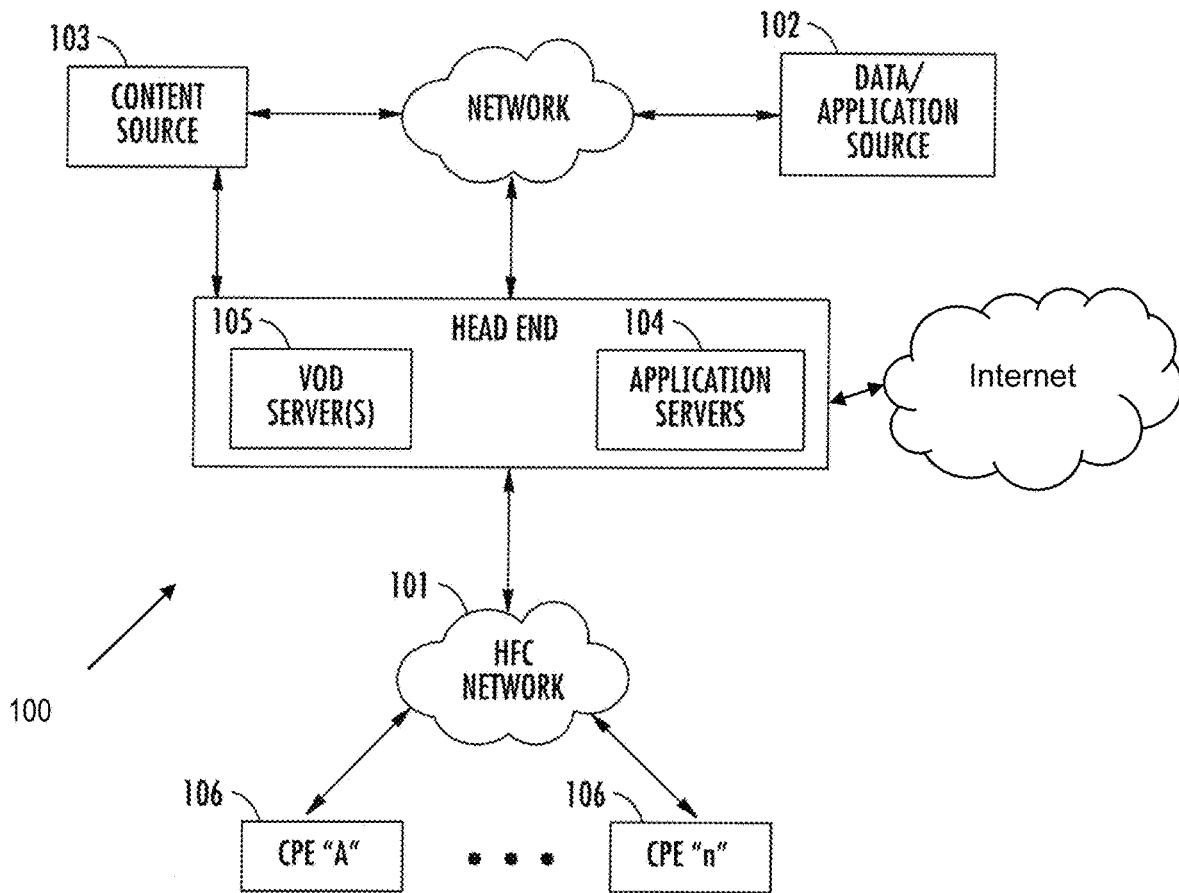 103
CONTENT
SOURCE
NETWORK
102
DATA/
APPLICATION
SOURCE
HEAD END
105
VOD
SERVER(S)
104
APPLICATION
SERVERS
Internet
101
HFC
NETWORK
100
106
CPE "A"
106
CPE "n"